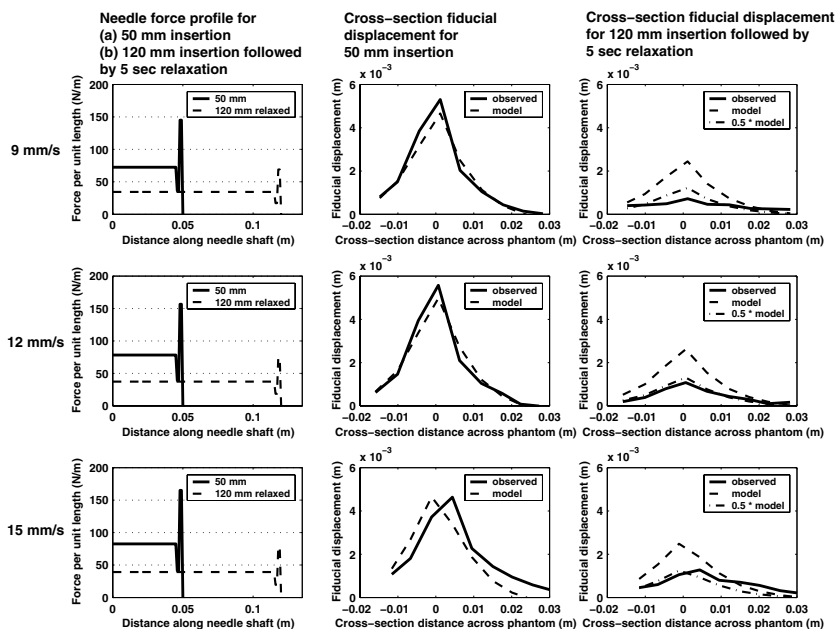 Needle force profile for
(a) 50 mm insertion
(b) 120 mm insertion followed
by 5 sec relaxation
Cross−section fiducial
displacement for
50 mm insertion
Cross−section fiducial displacement
for 120 mm insertion followed by
5 sec relaxation
9 mm/s
Force per unit length (N/m)
200
150
100
50
0
0
0.05
0.1
0.15
Distance along needle shaft (m)
50 mm
120 mm relaxed
x 10⁻³
Fiducial displacement (m)
6
4
2
0
−0.02
−0.01
0
0.01
0.02
0.03
Cross−section distance across phantom (m)
observed
model
x 10⁻³
Fiducial displacement (m)
6
4
2
0
−0.02
−0.01
0
0.01
0.02
0.03
Cross−section distance across phantom (m)
observed
model
0.5 * model
12 mm/s
Force per unit length (N/m)
200
150
100
50
0
0
0.05
0.1
0.15
Distance along needle shaft (m)
50 mm
120 mm relaxed
x 10⁻³
Fiducial displacement (m)
6
4
2
0
−0.02
−0.01
0
0.01
0.02
0.03
Cross−section distance across phantom (m)
observed
model
x 10⁻³
Fiducial displacement (m)
6
4
2
0
−0.02
−0.01
0
0.01
0.02
0.03
Cross−section distance across phantom (m)
observed
model
0.5 * model
15 mm/s
Force per unit length (N/m)
200
150
100
50
0
0
0.05
0.1
0.15
Distance along needle shaft (m)
50 mm
120 mm relaxed
x 10⁻³
Fiducial displacement (m)
6
4
2
0
−0.02
−0.01
0
0.01
0.02
0.03
Cross−section distance across phantom (m)
observed
model
x 10⁻³
Fiducial displacement (m)
6
4
2
0
−0.02
−0.01
0
0.01
0.02
0.03
Cross−section distance across phantom (m)
observed
model
0.5 * model